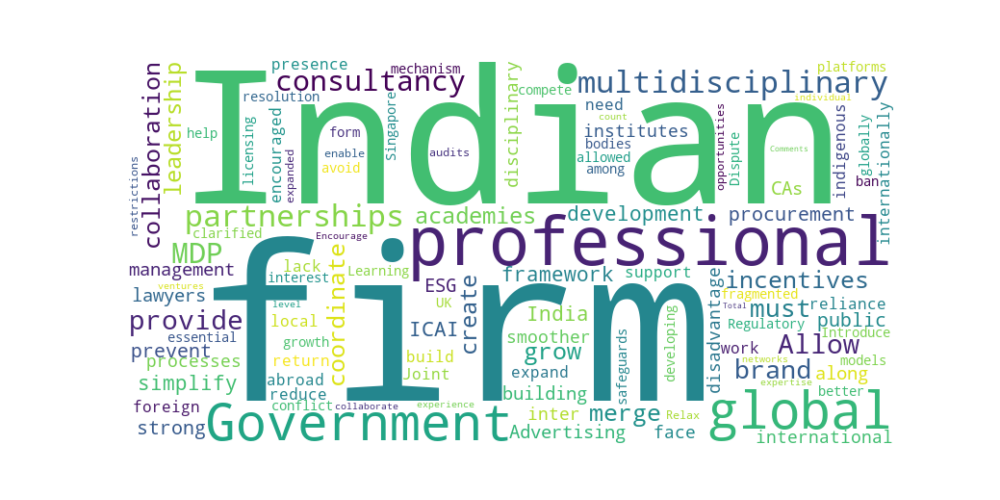 Indian
firm
professional
global
Government
multidisciplinary
consultancy
partnerships
collaboration
leadership
presence
mechanism
resolution
help
licensing
encouraged
expanded
form
enable
avoid
Singapore
audits
disciplinary
compete
need
count
institutes
bodies
allowed
among
platforms
individual
opportunities
Dispute
Comments
CAs
indigenous
ban
globally
internationally
restrictions
clarified
academies
development
procurement
MDP
management
Encourage
lack
interest
Learning
coordinate
ESG
UK
framework
support
India
smoother
disadvantage
incentives
fragmented
Total
must
reliance
public
Regulatory
Introduce
ventures
lawyers
provide
essential
prevent
processes
simplify
foreign
strong
level
local
growth
return
abroad
reduce
conflict
collaborate
ICAI
create
build
Joint
experience
grow
expand
building
safeguards
developing
inter
merge
Relax
Advertising
face
work
Allow
networks
models
brand
along
expertise
better
international